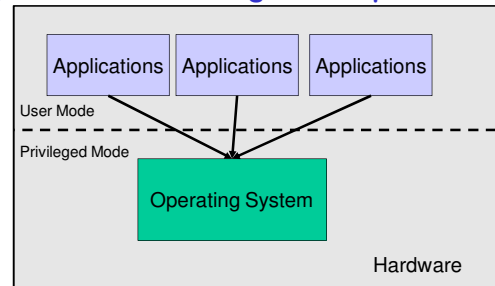 Applications Applications Applications
User Mode
Privileged Mode
Operating System
Hardware